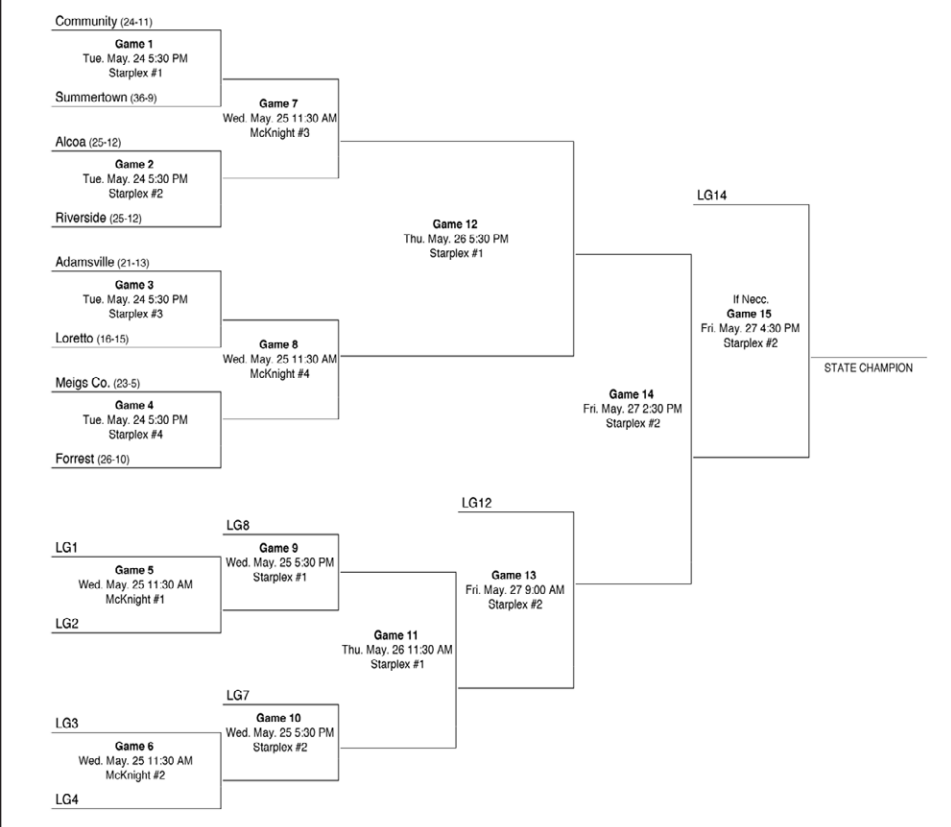 Community (24-11)
Game 1
Tue. May. 24 5:30 PM
Starplex #1
Summertown (36-9)
Game 7
Wed. May. 25 11:30 AM
McKnight #3
Alcoa (25-12)
Game 2
Tue. May. 24 5:30 PM
Starplex #2
Riverside (25-12)
Game 12
Thu. May. 26 5:30 PM
Starplex #1
Adamsville (21-13)
Game 3
Tue. May. 24 5:30 PM
Starplex #3
Loretto (16-15)
Game 8
Wed. May. 25 11:30 AM
McKnight #4
Meigs Co. (23-5)
Game 4
Tue. May. 24 5:30 PM
Starplex #4
Forrest (26-10)
LG14
If Necc.
Game 15
Fri. May. 27 4:30 PM
Starplex #2
STATE CHAMPION
Game 14
Fri. May. 27 2:30 PM
Starplex #2
LG1
Game 5
Wed. May. 25 11:30 AM
McKnight #1
LG2
LG8
Game 9
Wed. May. 25 5:30 PM
Starplex #1
LG12
Game 13
Fri. May. 27 9:00 AM
Starplex #2
Game 11
Thu. May. 26 11:30 AM
Starplex #1
LG3
Game 6
Wed. May. 25 11:30 AM
McKnight #2
LG4
LG7
Game 10
Wed. May. 25 5:30 PM
Starplex #2